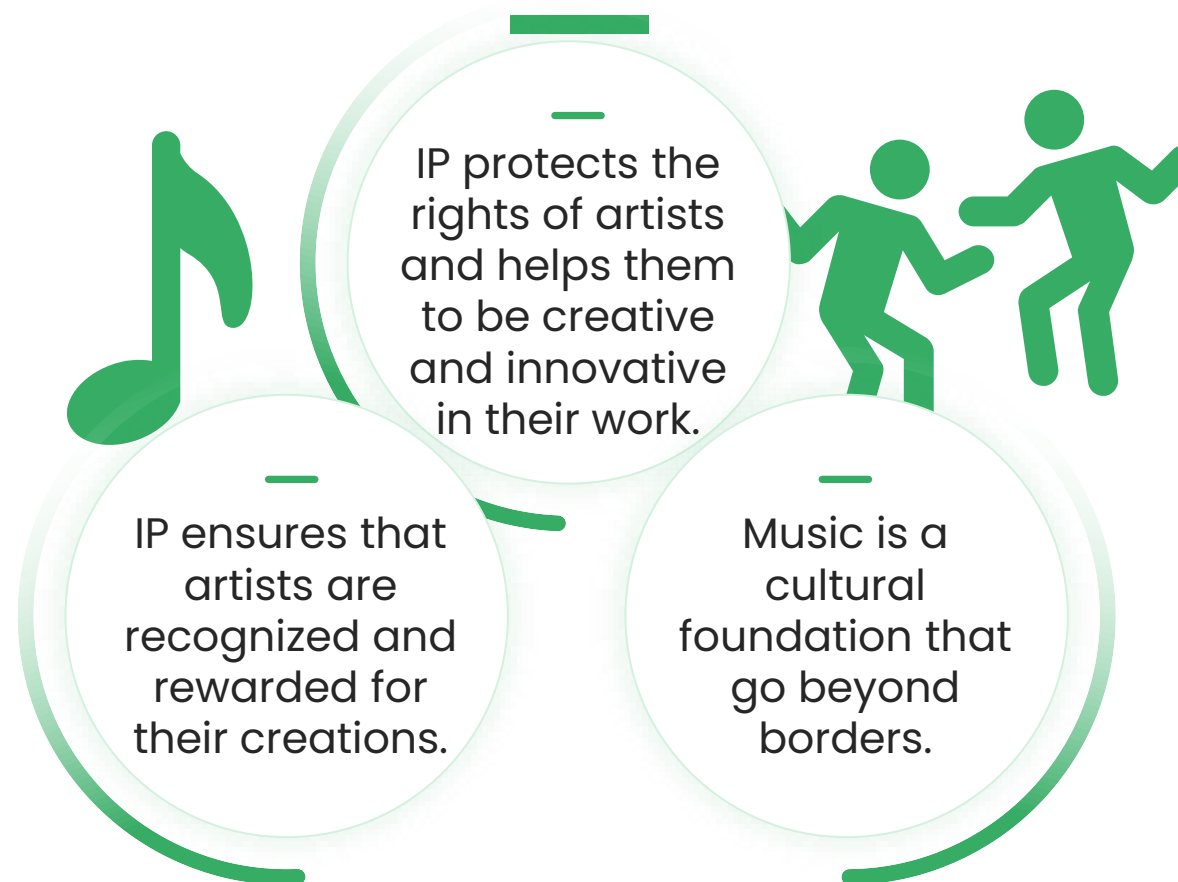 IP protects the
rights of artists
and helps them
to be creative
and innovative
in their work.
IP ensures that
artists are
recognized and
rewarded for
their creations.
Music is a
cultural
foundation that
go beyond
borders.